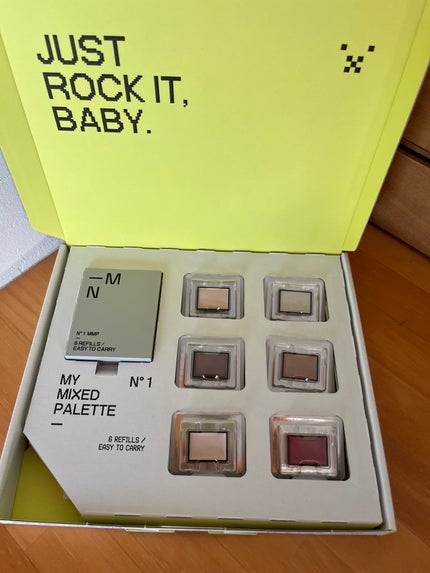 JUST
ROCK IT,
BABY.
—M
N
N°1 MMP
6 REFILLS /
EASY TO CARRY
MY N°1
MIXED
PALETTE
—
6 REFILLS /
EASY TO CARRY